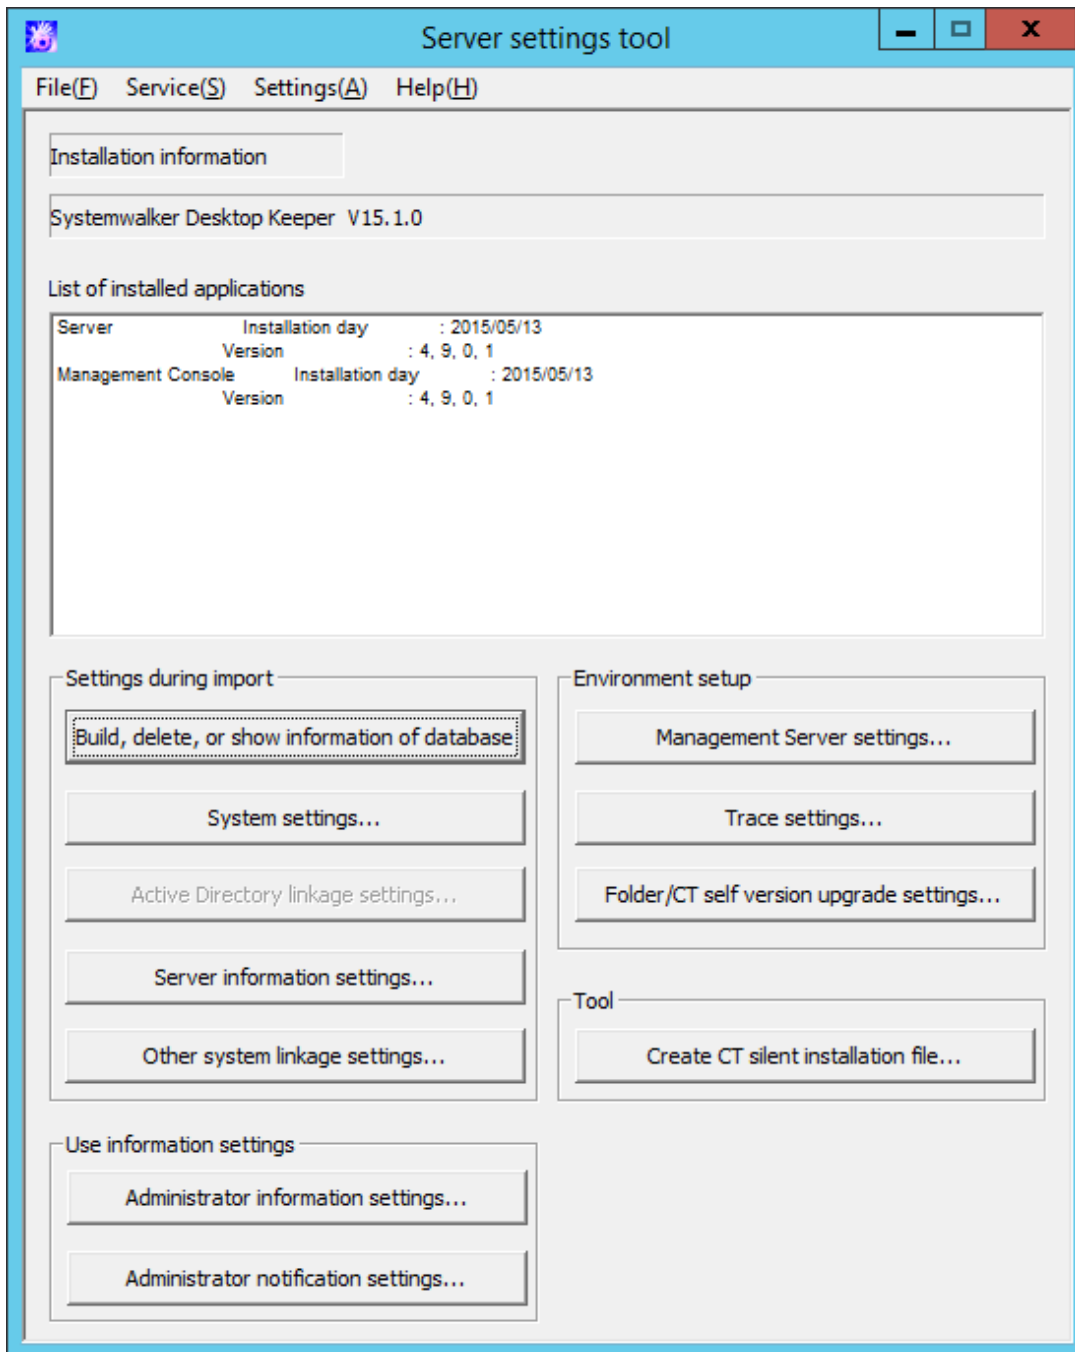 Server settings tool
File(F) Service(S) Settings(A) Help(H)
Installation information
Systemwalker Desktop Keeper V15.1.0
List of installed applications
Server Installation day : 2015/05/13
Version : 4, 9, 0, 1
Management Console Installation day : 2015/05/13
Version : 4, 9, 0, 1
Settings during import
Build, delete, or show information of database
System settings...
Active Directory linkage settings...
Server information settings...
Other system linkage settings...
Environment setup
Management Server settings...
Trace settings...
Folder/CT self version upgrade settings...
Tool
Create CT silent installation file...
Use information settings
Administrator information settings...
Administrator notification settings...